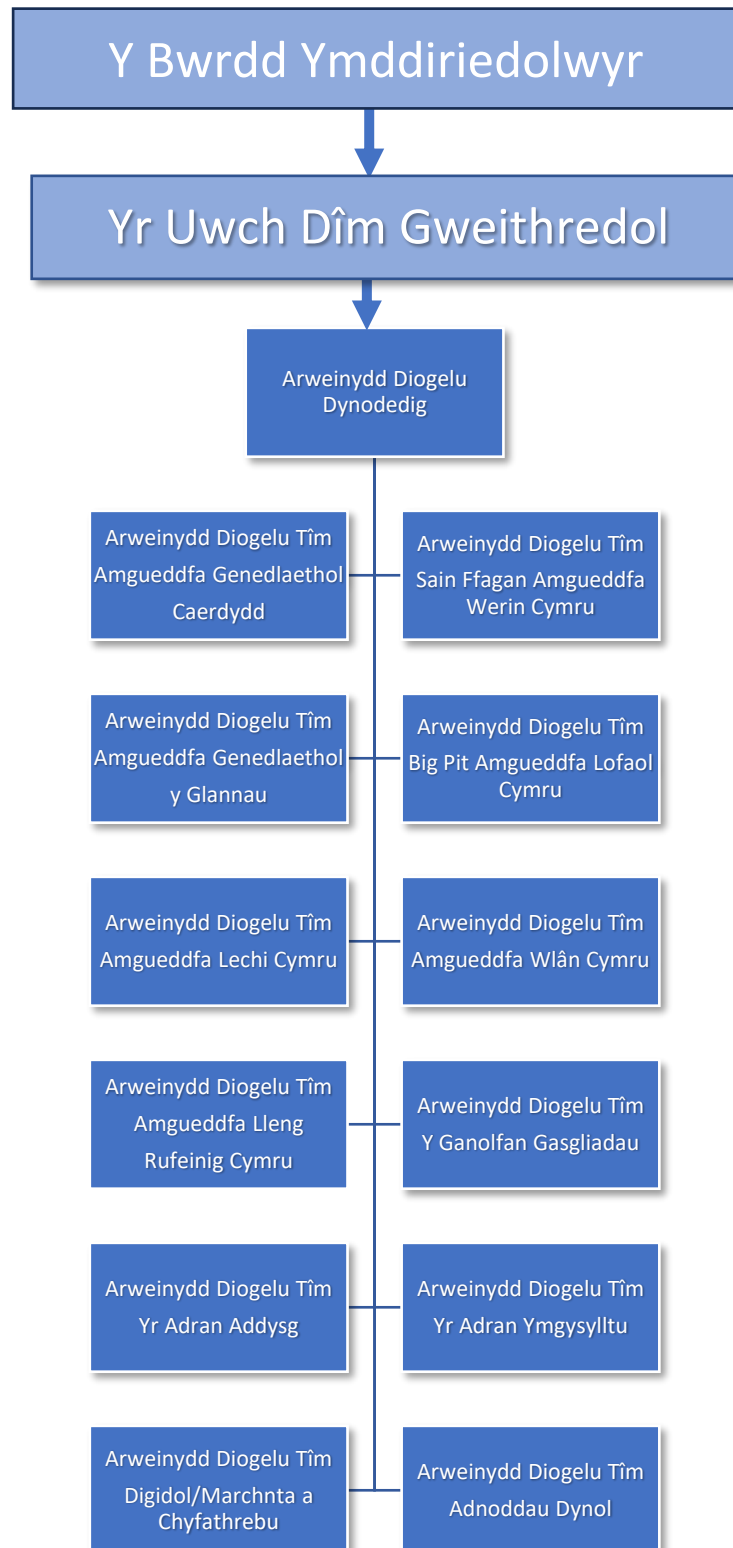 Y Bwrdd Ymddiriedolwyr
Yr Uwch Dîm Gweithredol
Arweinydd Diogelu
Dynodedig
Arweinydd Diogelu Tîm
Amgueddfa Genedlaethol
Caerdydd
Arweinydd Diogelu Tîm
Sain Ffagan Amgueddfa
Werin Cymru
Arweinydd Diogelu Tîm
Amgueddfa Genedlaethol
y Glannau
Arweinydd Diogelu Tîm
Big Pit Amgueddfa Lofaol
Cymru
Arweinydd Diogelu Tîm
Amgueddfa Lechi Cymru
Arweinydd Diogelu Tîm
Amgueddfa Wlân Cymru
Arweinydd Diogelu Tîm
Amgueddfa Lleng
Rufeinig Cymru
Arweinydd Diogelu Tîm
Y Ganolfan Gasgliadau
Arweinydd Diogelu Tîm
Yr Adran Addysg
Arweinydd Diogelu Tîm
Yr Adran Ymgysylltu
Arweinydd Diogelu Tîm
Digidol/Marchnta a
Chyfathrebu
Arweinydd Diogelu Tîm
Adnoddau Dynol